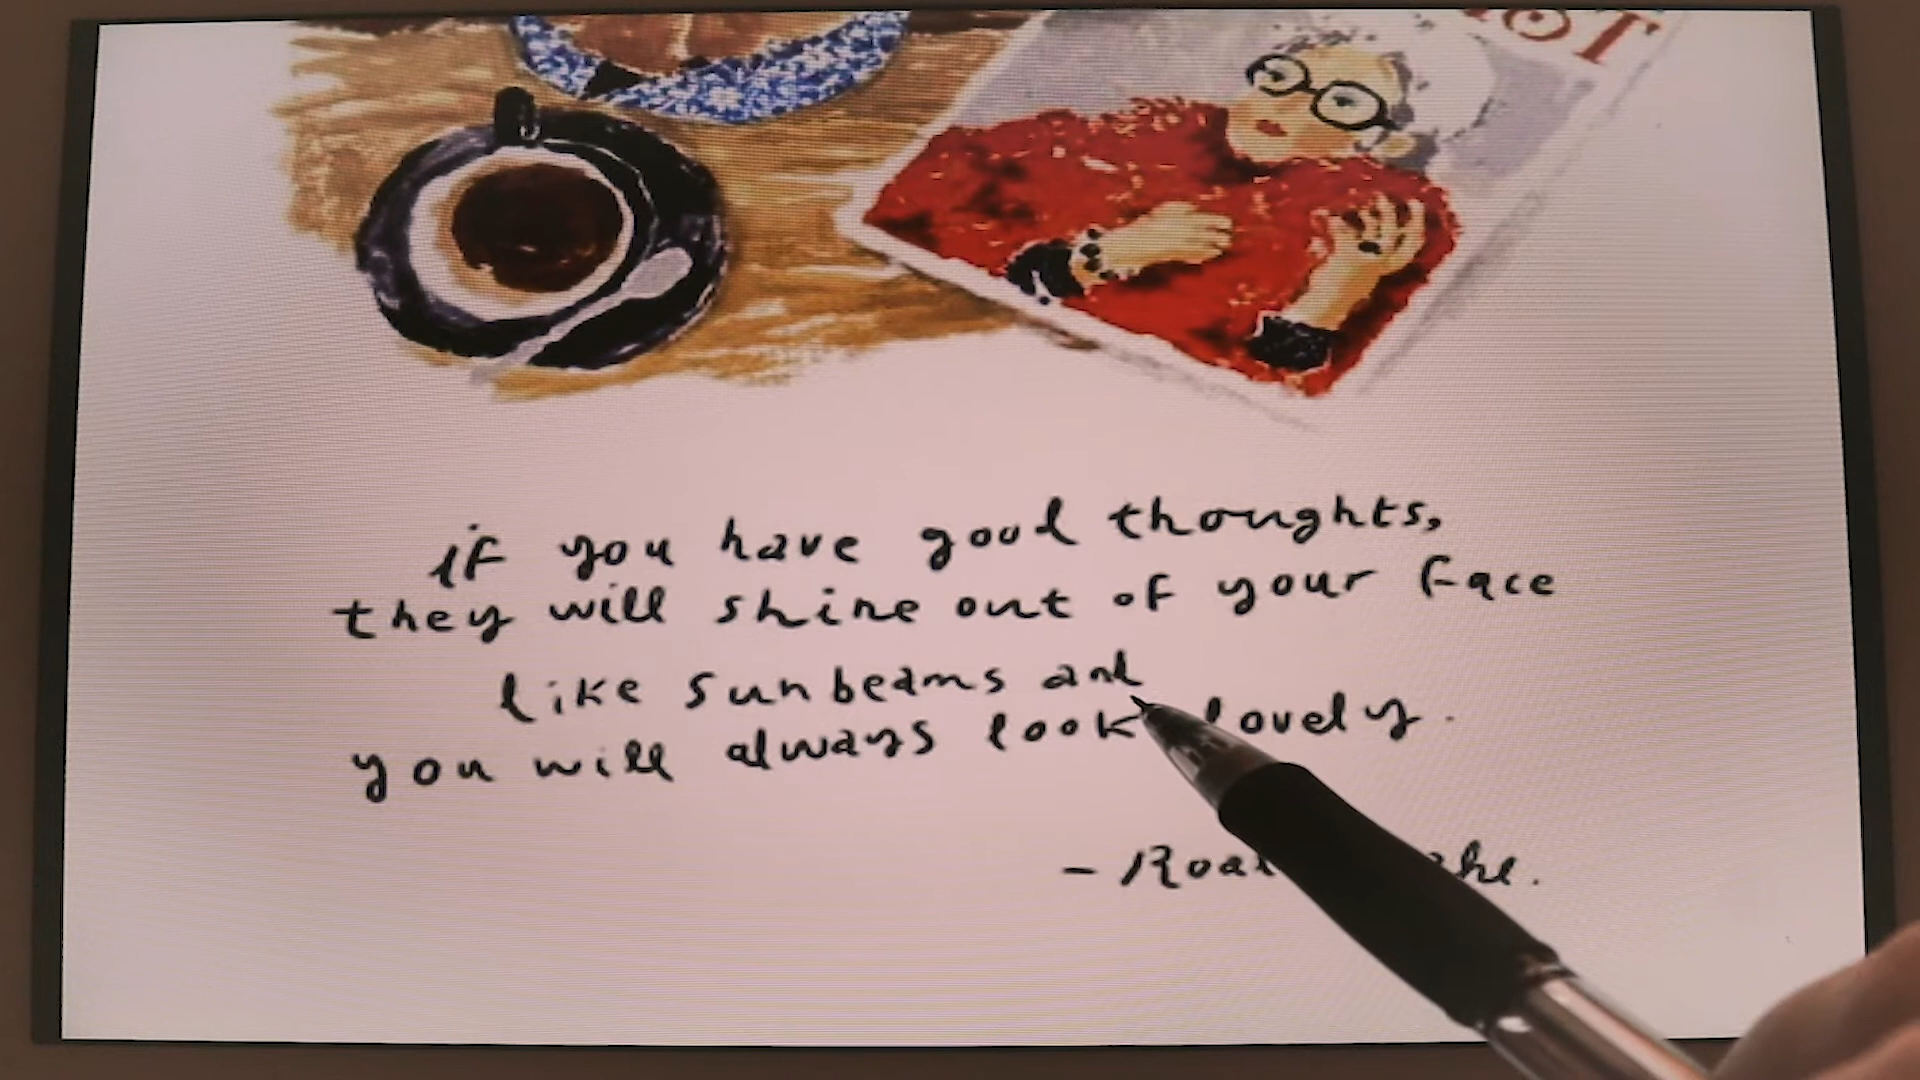 if you have good thoughts,
they will shine out of your face
like sunbeams and
you will always look lovely.